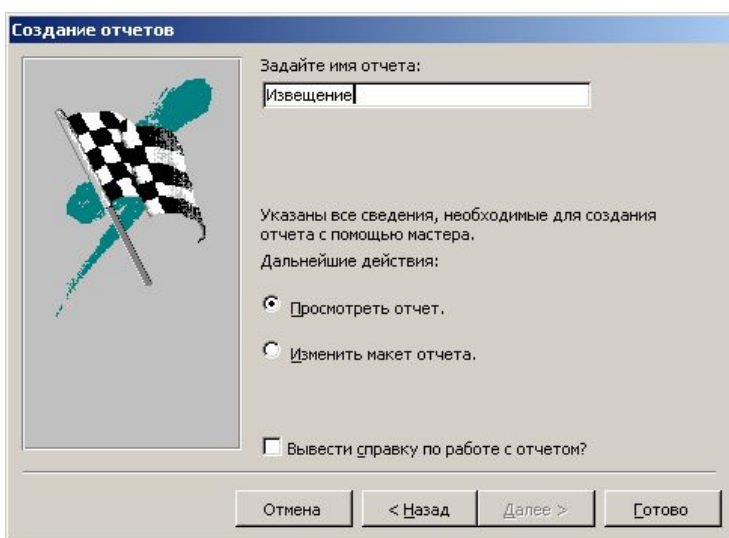 Создание отчетов
Задайте имя отчета:
Извещение
Указаны все сведения, необходимые для создания
отчета с помощью мастера.
Дальнейшие действия:
Просмотреть отчет.
Изменить макет отчета.
Вывести справку по работе с отчетом?
Отмена
< Назад
Далее >
Готово